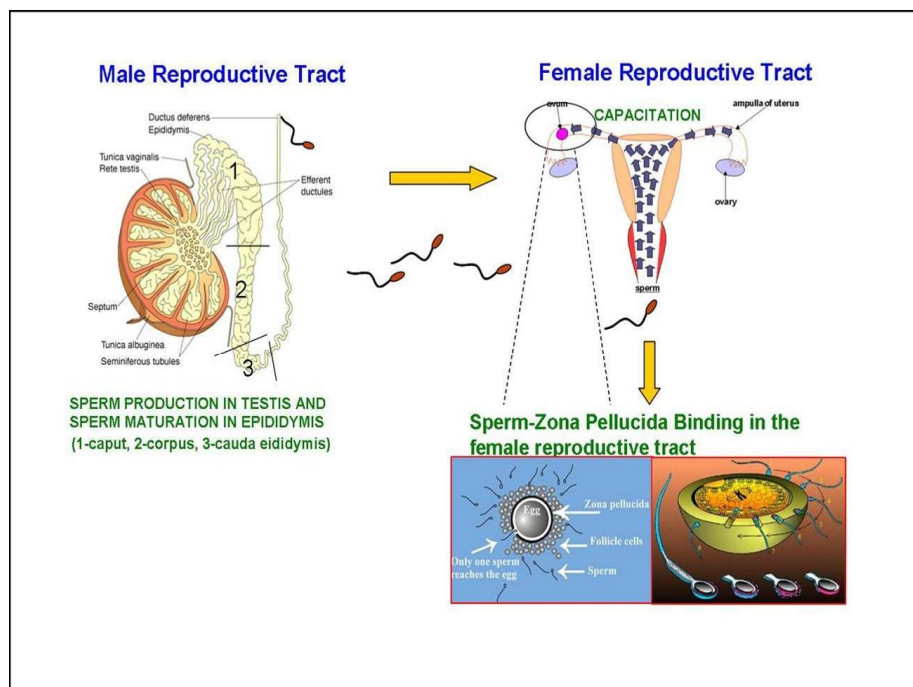 Male Reproductive Tract
Female Reproductive Tract
Ductus deferens
Epididymis
Tunica vaginalis
Rete testis
1
Efferent
ductules
2
Septum
Tunica albuginea
Seminiferous tubules
3
SPERM PRODUCTION IN TESTIS AND
SPERM MATURATION IN EPIDIDYMIS
(1-caput, 2-corpus, 3-cauda eididymis)
ovum
CAPACITATION
ampulla of uterus
ovary
sperm
Sperm-Zona Pellucida Binding in the
female reproductive tract
Egg
Zona pellucida
Follicle cells
Only one sperm
reaches the egg
Sperm